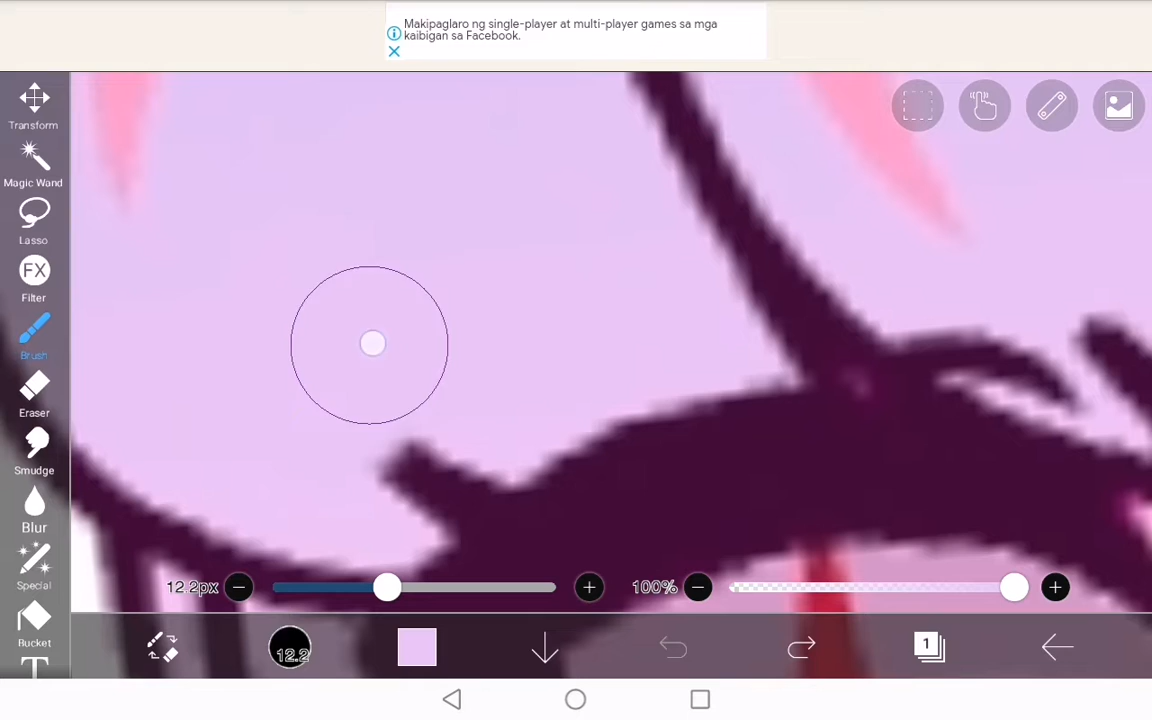 Makipaglaro ng single-player at multi-player games sa mga
kaibigan sa Facebook.
Transform
Magic Wand
Lasso
FX
Filter
Brush
Eraser
Smudge
Blur
Special
Bucket
T
12.2px
100%
12.2
1